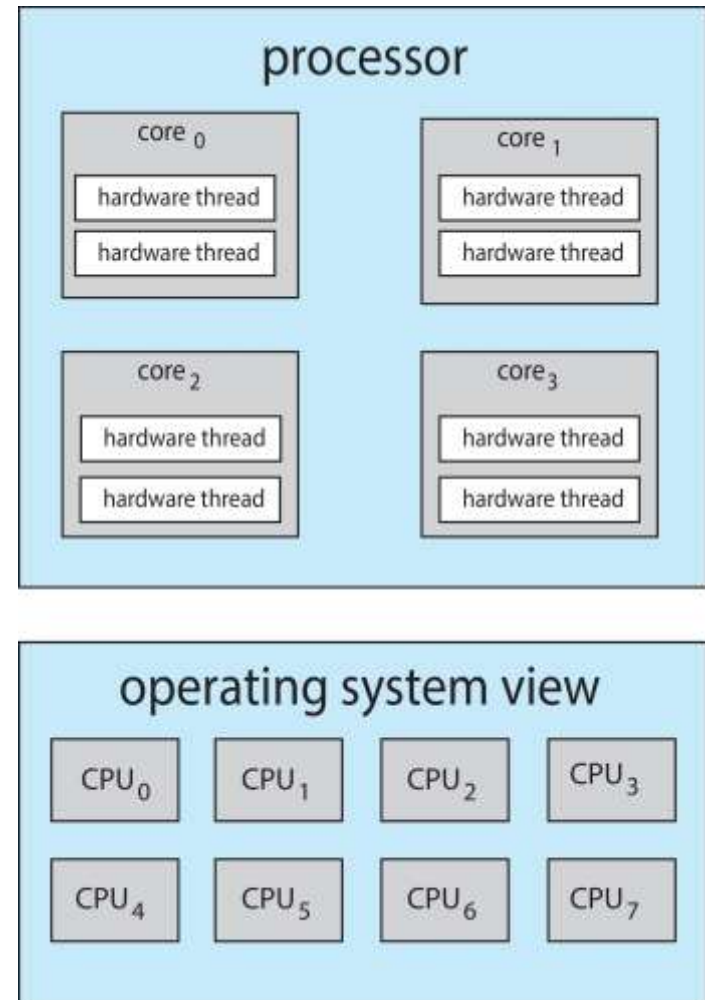 processor
core 0
core 1
hardware thread
hardware thread
hardware thread
hardware thread
core 2
core 3
hardware thread
hardware thread
hardware thread
hardware thread
operating system view
CPU0
CPU1
CPU2
CPU3
CPU4
CPU5
CPU6
CPU7